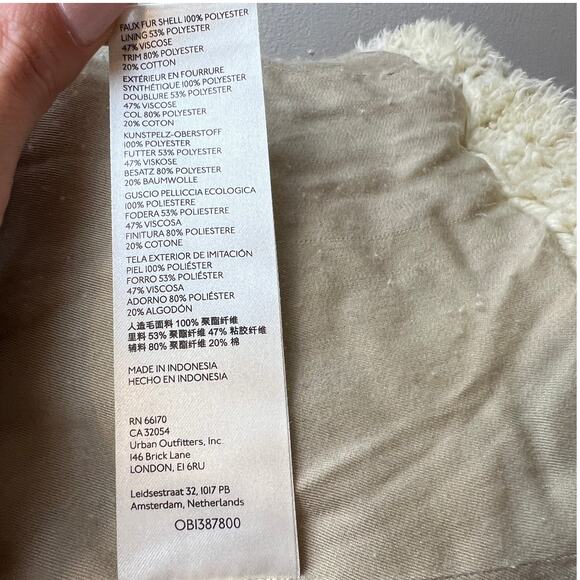 FAUX FUR SHELL 100% POLYESTER
LINING 53% POLYESTER
47% VISCOSE
TRIM 80% POLYESTER
20% COTTON
EXTÉRIEUR EN FOURRURE
SYNTHÉTIQUE 100% POLYESTER
DOUBLURE 53% POLYESTER
47% VISCOSE
COL 80% POLYESTER
20% COTON
KUNSTPELZ-OBERSTOFF
100% POLYESTER
FUTTER 53% POLYESTER
47% VISKOSE
BESATZ 80% POLYESTER
20% BAUMWOLLE
GUSCIO PELLICCIA ECOLOGICA
100% POLIESTERE
FODERA 53% POLIESTERE
47% VISCOSA
FINITURA 80% POLIESTERE
20% COTONE
TELA EXTERIOR DE IMITACIÓN
PIEL 100% POLIÉSTER
FORRO 53% POLIÉSTER
47% VISCOSA
ADORNO 80% POLIÉSTER
20% ALGODÓN
人造毛面料 100% 聚酯纤维
里料 53% 聚酯纤维 47% 粘胶纤维
辅料 80% 聚酯纤维 20% 棉
MADE IN INDONESIA
HECHO EN INDONESIA
RN 66170
CA 32054
Urban Outfitters, Inc
146 Brick Lane
LONDON, E1 6RU
Leidsestraat 32, 1017 PB
Amsterdam, Netherlands
OB1387800